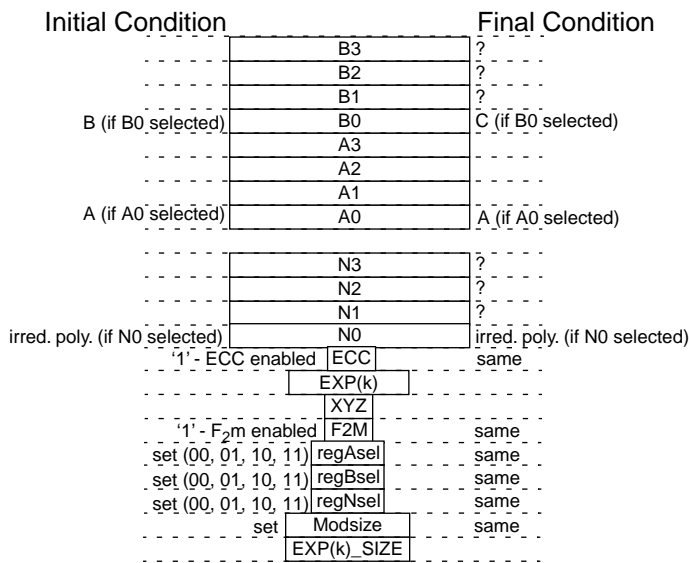 Initial Condition Final Condition
B3 ?
B2 ?
B1 ?
B (if B0 selected) B0 C (if B0 selected)
A3
A2
A1
A (if A0 selected) A0 A (if A0 selected)
N3 ?
N2 ?
N1 ?
irred. poly. (if N0 selected) N0 irred. poly. (if N0 selected)
‘1’ - ECC enabled ECC same
EXP(k)
XYZ
‘1’ - F2m enabled F2M same
set (00, 01, 10, 11) regAsel same
set (00, 01, 10, 11) regBsel same
set (00, 01, 10, 11) regNsel same
set Modsize same
EXP(k)_SIZE